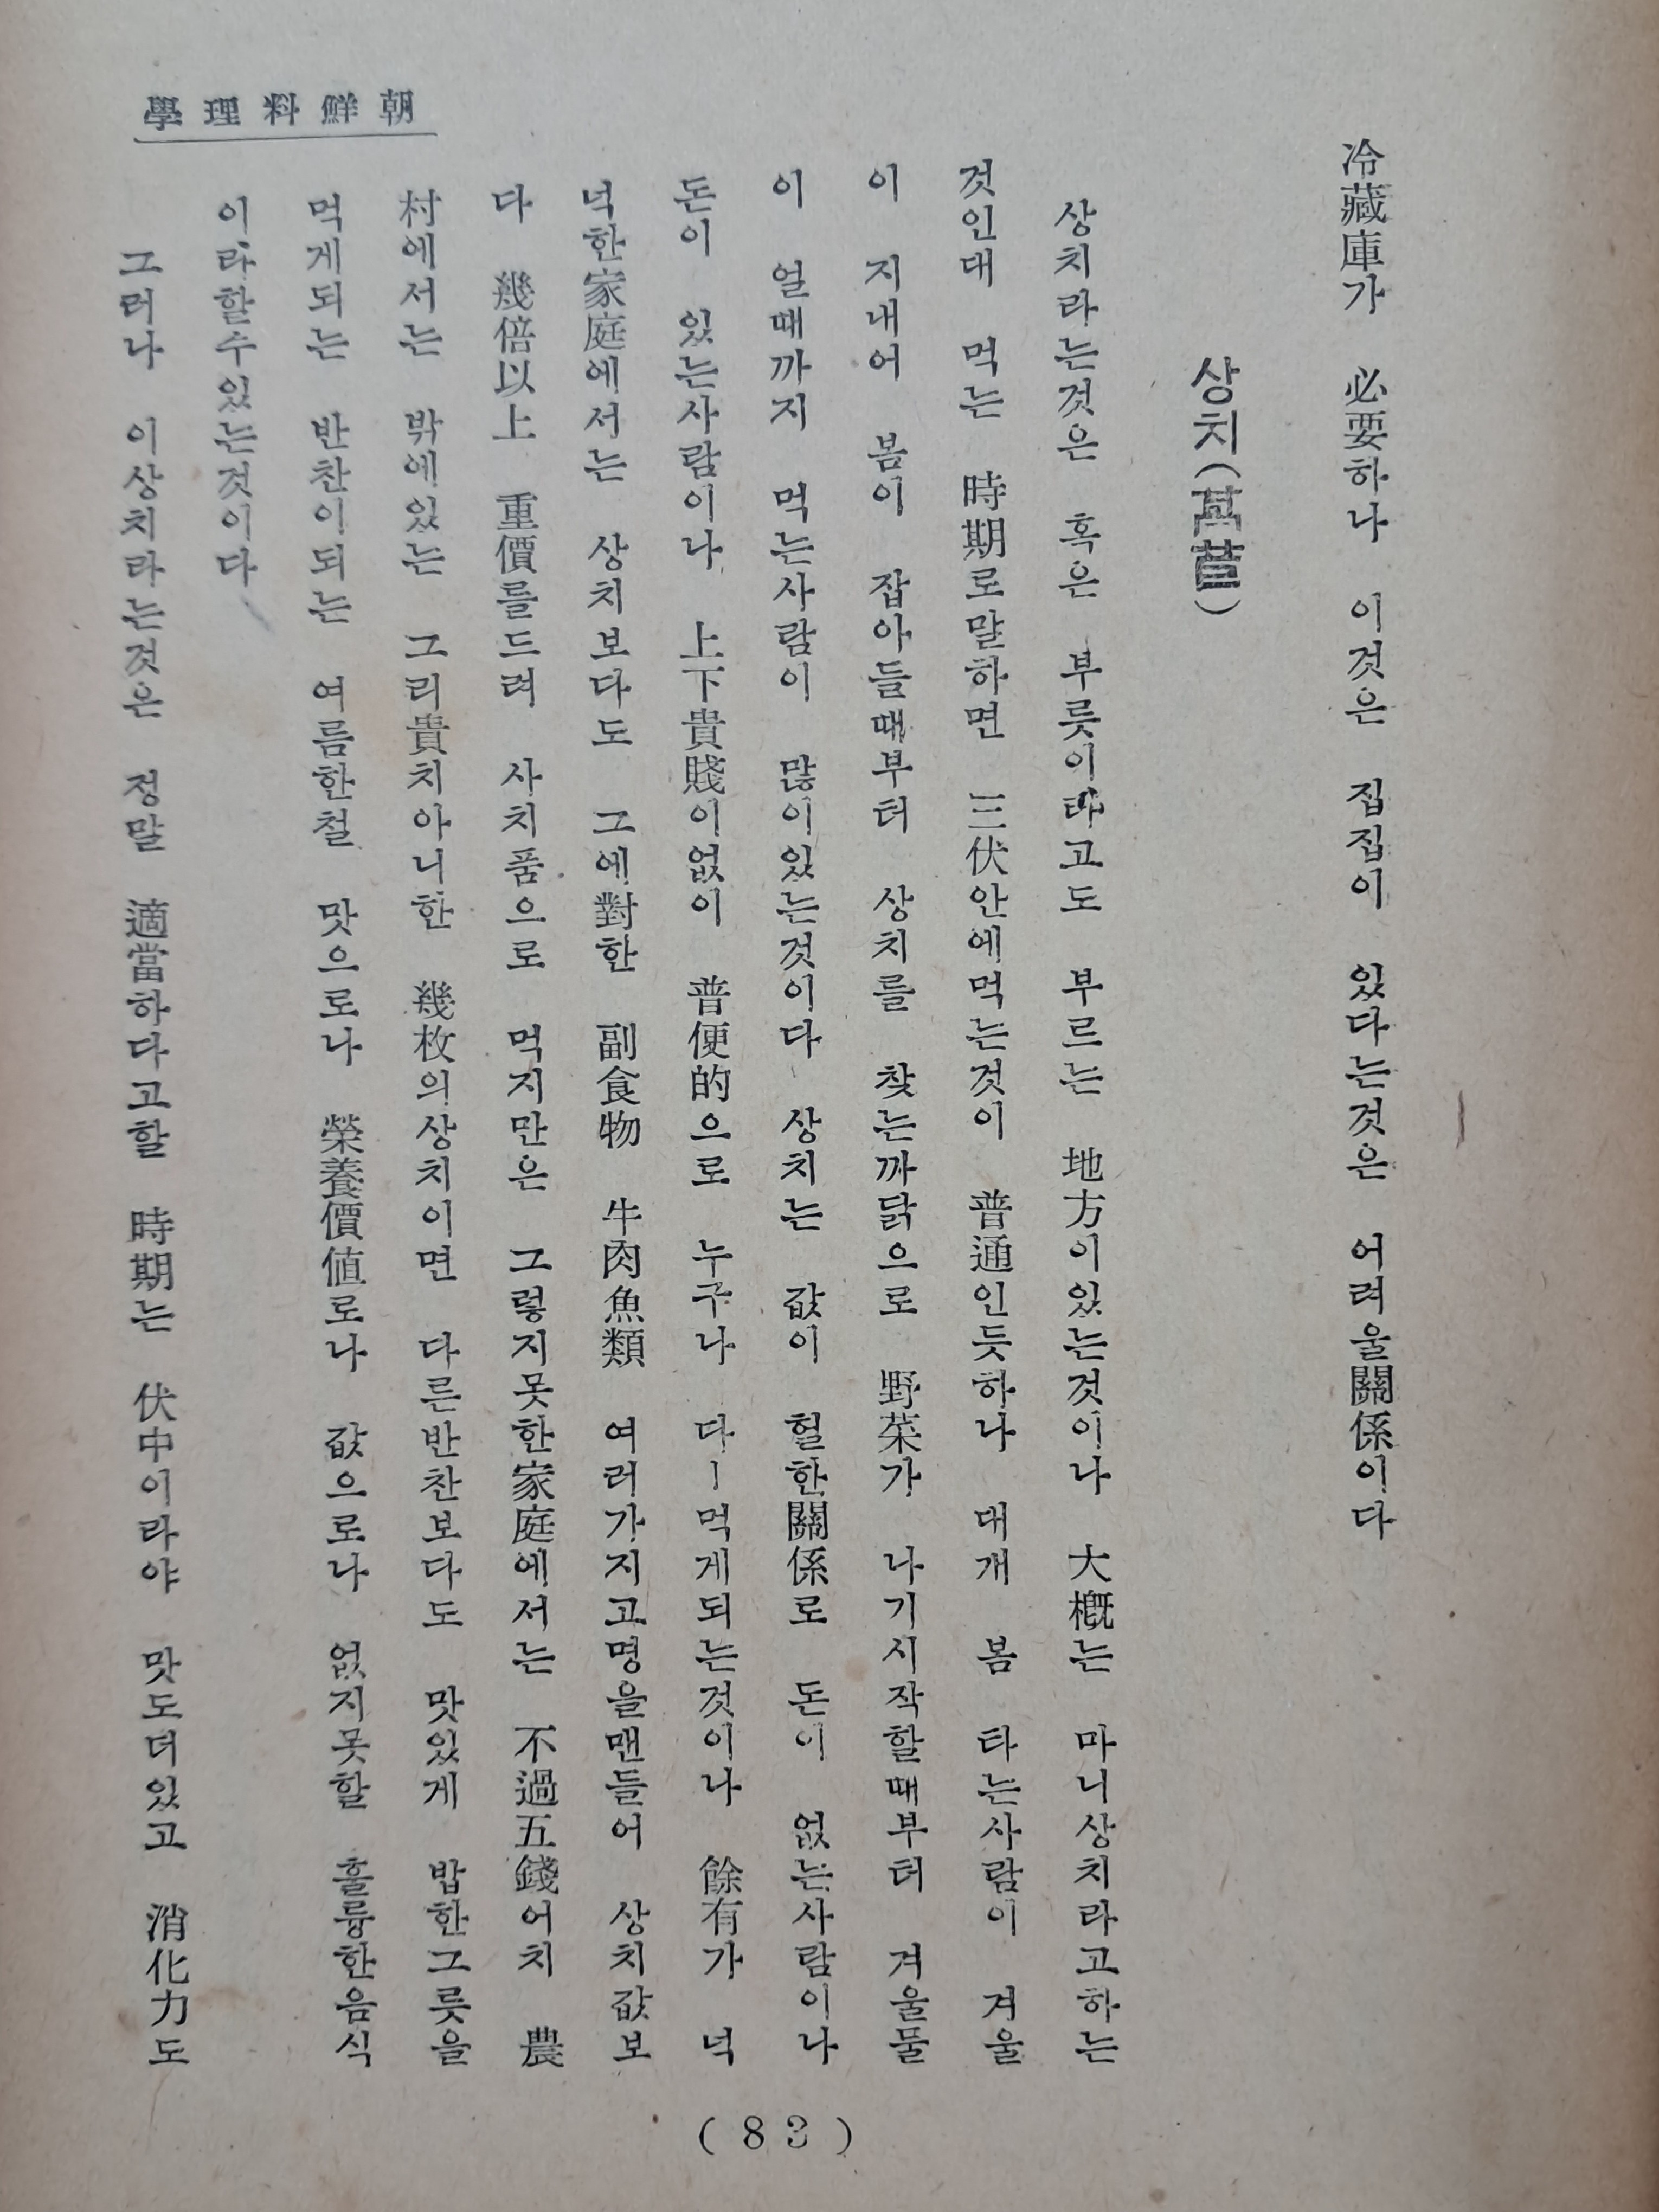 學理料鮮朝
冷藏庫가 必要하나 이것은 집집이 있다는것은 어려울關係이다
상치(萵苣)
상치라는것은 혹은 부릇이라고도 부르는 地方이있는것이나 大槪는 마니상치라고하는
것인대 먹는 時期로말하면 三伏안에먹는것이 普通인듯하나 대개 봄 타는사람이 겨울
이 지내어 봄이 잡아들때부터 상치를 찾는까닭으로 野菜가 나기시작할때부터 겨울물
이 얼때까지 먹는사람이 많이있는것이다 상치는 값이 헐한關係로 돈이 없는사람이나
돈이 있는사람이나 上下貴賤이없이 普便的으로 누구나 다ㅣ먹게되는것이나 餘有가 넉
넉한家庭에서는 상치보다도 그에對한 副食物 牛肉魚類 여러가지고명을맨들어 상치값보
다 幾倍以上 重價를드려 사치품으로 먹지만은 그렇지못한家庭에서는 不過五錢어치 農
村에서는 밖에있는 그리貴치아니한 幾枚의상치이면 다른반찬보다도 맛있게 밥한그릇을
먹게되는 반찬이되는 여름한철 맛으로나 榮養價値로나 값으로나 없지못할 훌륭한음식
이라할수있는것이다
그러나 이상치라는것은 정말 適當하다고할 時期는 伏中이라야 맛도더있고 消化力도
(83)